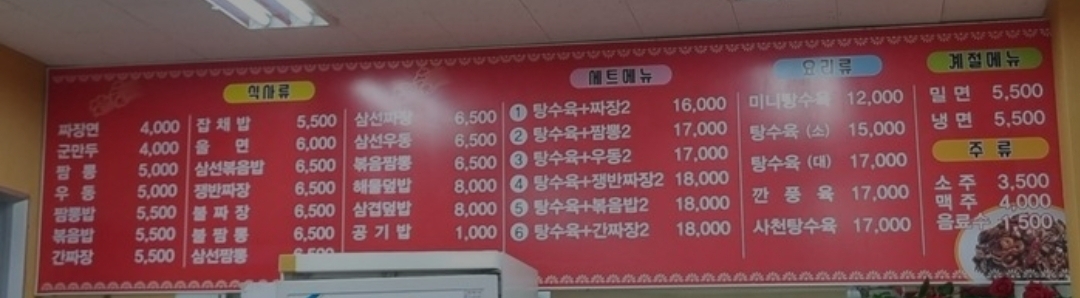 식사류
짜장면 4,000
군만두 4,000
짬뽕 5,000
우동 5,000
짬뽕밥 5,500
볶음밥 5,500
간짜장 5,500
잡채밥 5,500
울면 6,000
삼선볶음밥 6,500
쟁반짜장 6,500
불짜장 6,500
불짬뽕 6,500
삼선짬뽕 6,500
삼선짜장 6,500
삼선우동 6,500
볶음짬뽕 6,500
해물덮밥 8,000
삼겹덮밥 8,000
공기밥 1,000
세트메뉴
① 탕수육+짜장2 16,000
② 탕수육+짬뽕2 17,000
③ 탕수육+우동2 17,000
④ 탕수육+쟁반짜장2 18,000
⑤ 탕수육+볶음밥2 18,000
⑥ 탕수육+간짜장2 18,000
요리류
미니탕수육 12,000
탕수육 (소) 15,000
탕수육 (대) 17,000
깐풍육 17,000
사천탕수육 17,000
계절메뉴
밀면 5,500
냉면 5,500
주류
소주 3,500
맥주 4,000
음료수 1,500